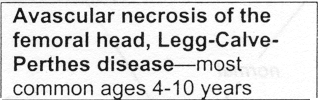 Avascular necrosis of the
femoral head, Legg-Calve-
Perthes disease—most
common ages 4-10 years